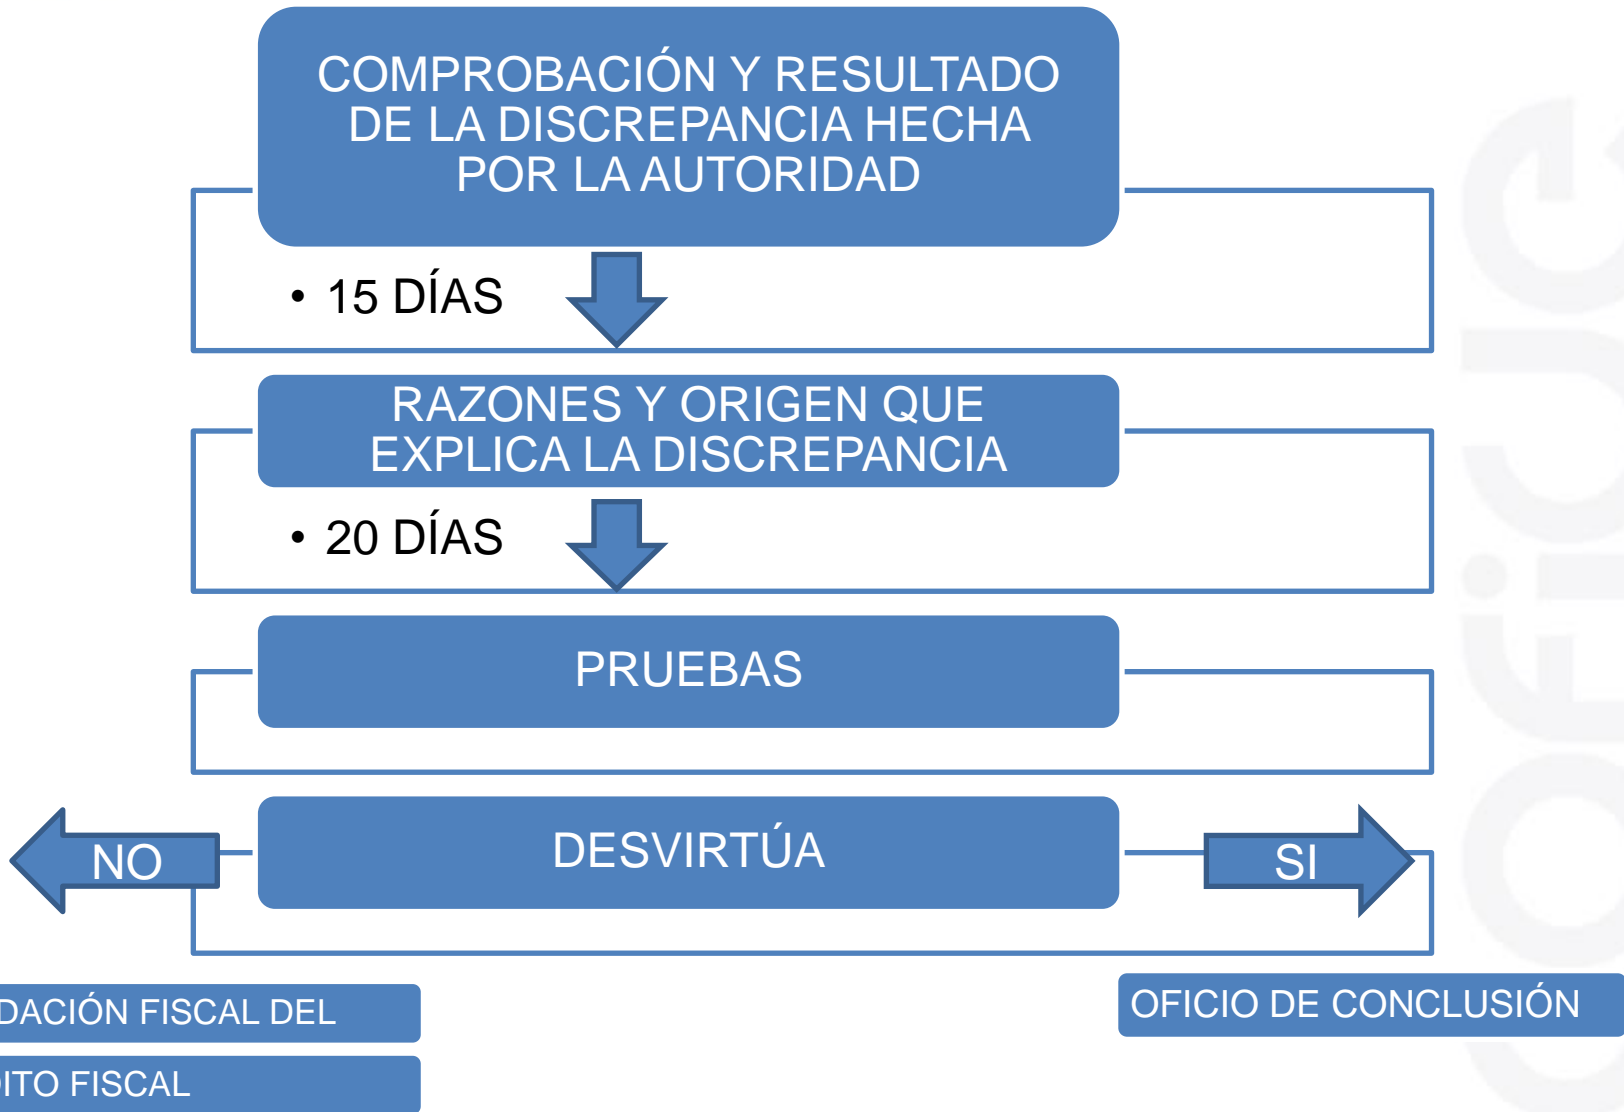 COMPROBACIÓN Y RESULTADO
DE LA DISCREPANCIA HECHA
POR LA AUTORIDAD
• 15 DÍAS
RAZONES Y ORIGEN QUE
EXPLICA LA DISCREPANCIA
• 20 DÍAS
PRUEBAS
NO
DESVIRTÚA
SI
DACIÓN FISCAL DEL
OFICIO DE CONCLUSIÓN
DITO FISCAL